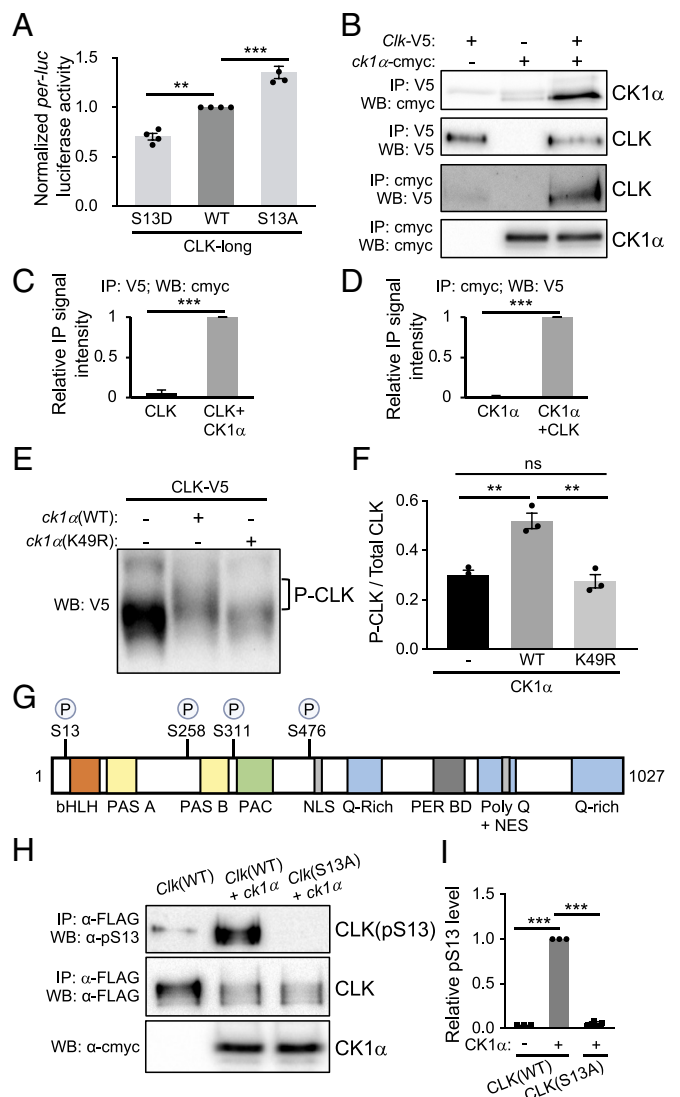 A
Normalized per-luc
luciferase activity
1.5
1.0
0.5
0.0
**
***
S13D WT S13A
CLK-long
B
Clk-V5: + - +
ck1α-cmyc: - + +
IP: V5
WB: cmyc
CK1α
IP: V5
WB: V5
CLK
IP: cmyc
WB: V5
CLK
IP: cmyc
WB: cmyc
CK1α
C
IP: V5; WB: cmyc
***
Relative IP signal
intensity
1
0
CLK CLK+
CK1α
D
IP: cmyc; WB: V5
***
Relative IP signal
intensity
1
0
CK1α CK1α
+CLK
E
CLK-V5
ck1α(WT): - + -
ck1α(K49R): - - +
WB: V5
P-CLK
F
ns
** **
P-CLK / Total CLK
0.6
0.4
0.2
0.0
- WT K49R
CK1α
G
P P P P
S13 S258 S311 S476
1 1027
bHLH PAS A PAS B PAC NLS Q-Rich PER BD Poly Q Q-rich
+ NES
H
Clk(WT)
Clk(WT)
+ ck1α
Clk(S13A)
+ ck1α
IP: α-FLAG
WB: α-pS13
CLK(pS13)
IP: α-FLAG
WB: α-FLAG
CLK
WB: α-cmyc
CK1α
I
Relative pS13 level
1.5
1.0
0.5
0.0
***
***
CK1α: - + +
CLK(WT)
CLK(S13A)